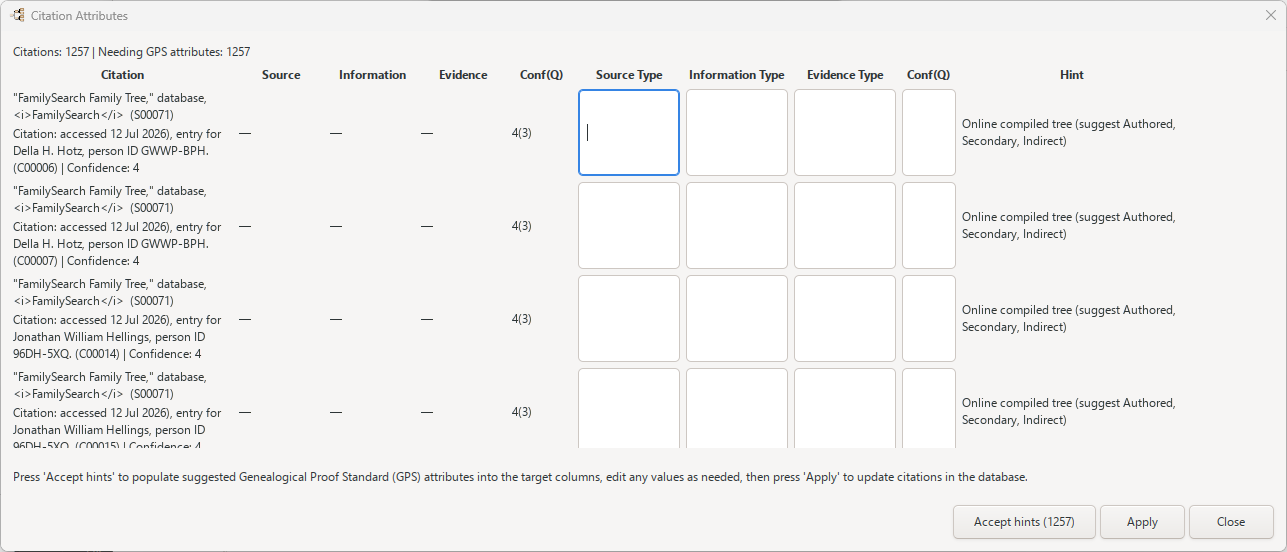 Citation Attributes
Citations: 1257 | Needing GPS attributes: 1257
Citation Source Information Evidence Conf(Q) Source Type Information Type Evidence Type Conf(Q) Hint
"FamilySearch Family Tree," database,
<i>FamilySearch</i> (S00071)
Citation: accessed 12 Jul 2026), entry for
Della H. Hotz, person ID GWWP-BPH.
(C00006) | Confidence: 4
— — — 4(3)
Online compiled tree (suggest Authored,
Secondary, Indirect)
"FamilySearch Family Tree," database,
<i>FamilySearch</i> (S00071)
Citation: accessed 12 Jul 2026), entry for
Della H. Hotz, person ID GWWP-BPH.
(C00007) | Confidence: 4
— — — 4(3)
Online compiled tree (suggest Authored,
Secondary, Indirect)
"FamilySearch Family Tree," database,
<i>FamilySearch</i> (S00071)
Citation: accessed 12 Jul 2026), entry for
Jonathan William Hellings, person ID
96DH-5XQ. (C00014) | Confidence: 4
— — — 4(3)
Online compiled tree (suggest Authored,
Secondary, Indirect)
"FamilySearch Family Tree," database,
<i>FamilySearch</i> (S00071)
Citation: accessed 12 Jul 2026), entry for
Jonathan William Hellings, person ID
96DH-5XQ. (C00015) | Confidence: 4
— — — 4(3)
Online compiled tree (suggest Authored,
Secondary, Indirect)
Press 'Accept hints' to populate suggested Genealogical Proof Standard (GPS) attributes into the target columns, edit any values as needed, then press 'Apply' to update citations in the database.
Accept hints (1257) Apply Close